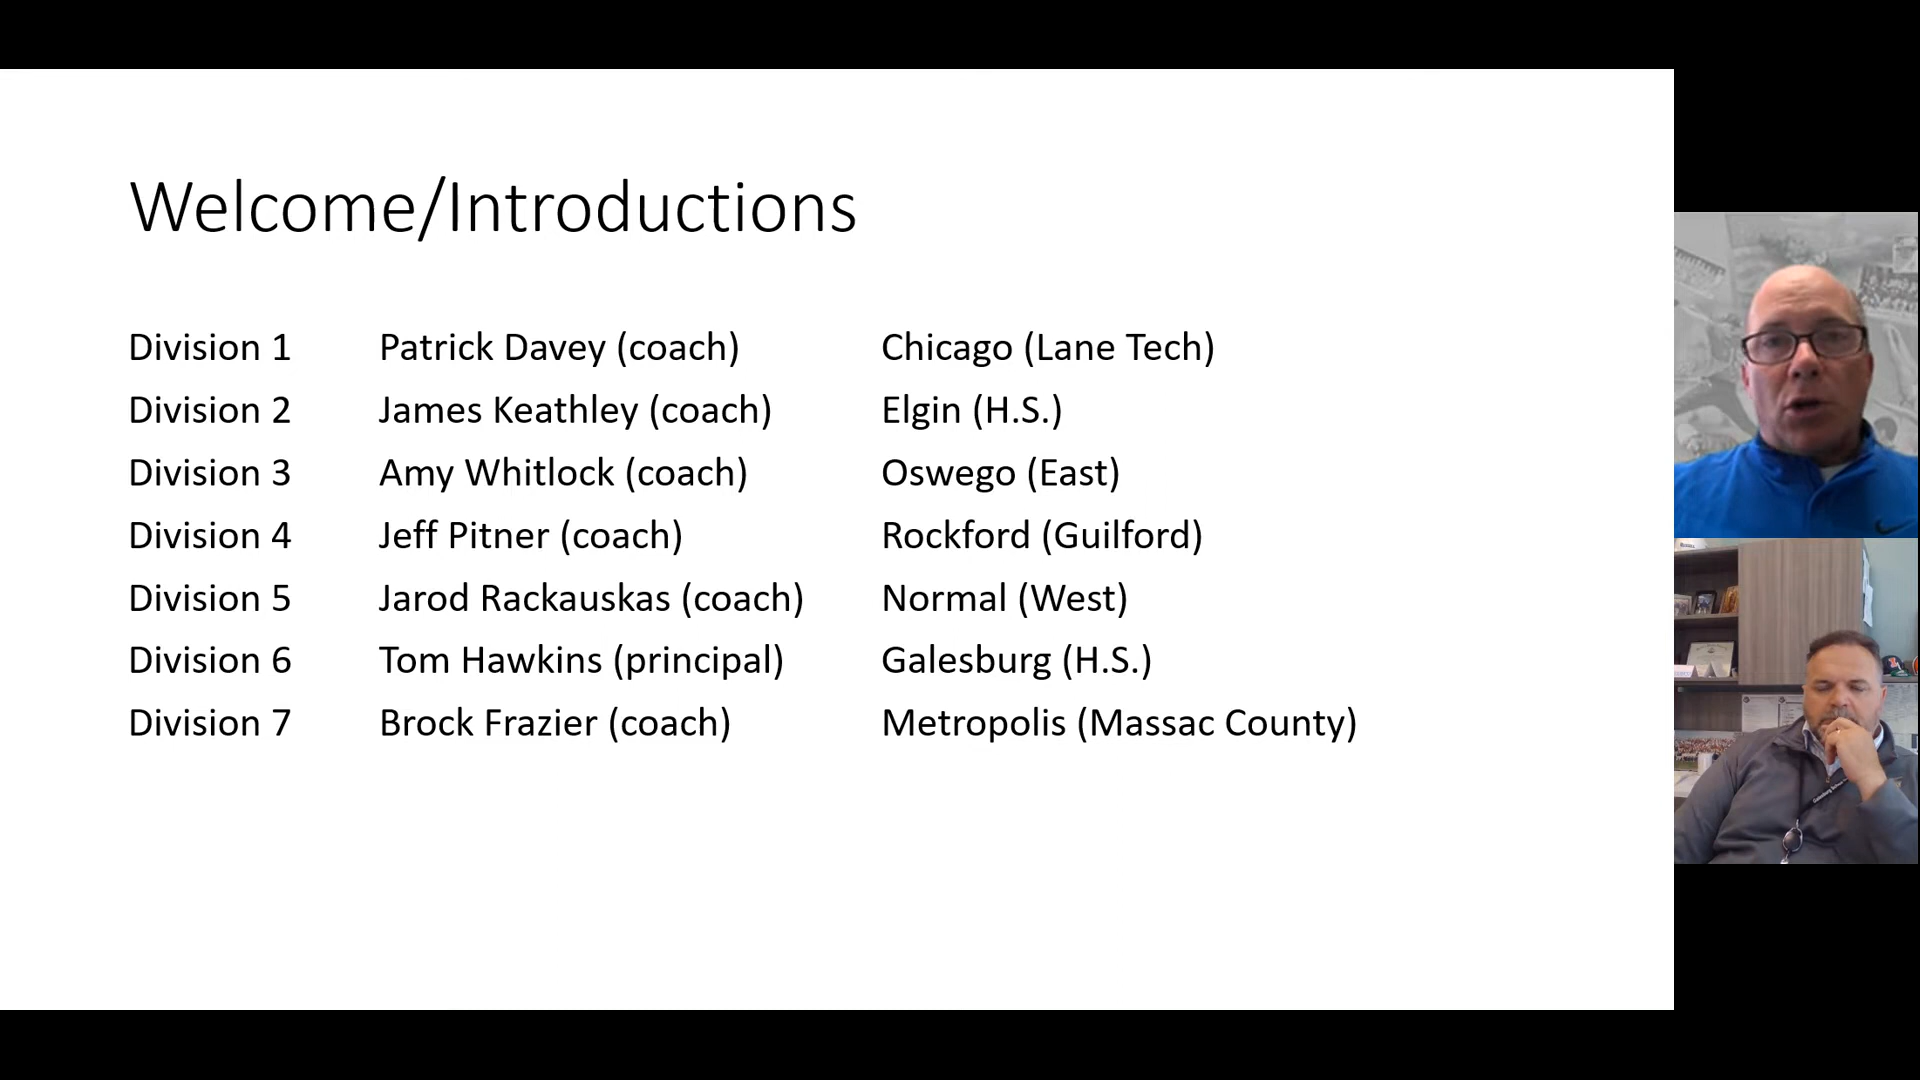 Welcome/Introductions
Division 1 Patrick Davey (coach) Chicago (Lane Tech)
Division 2 James Keathley (coach) Elgin (H.S.)
Division 3 Amy Whitlock (coach) Oswego (East)
Division 4 Jeff Pitner (coach) Rockford (Guilford)
Division 5 Jarod Rackauskas (coach) Normal (West)
Division 6 Tom Hawkins (principal) Galesburg (H.S.)
Division 7 Brock Frazier (coach) Metropolis (Massac County)